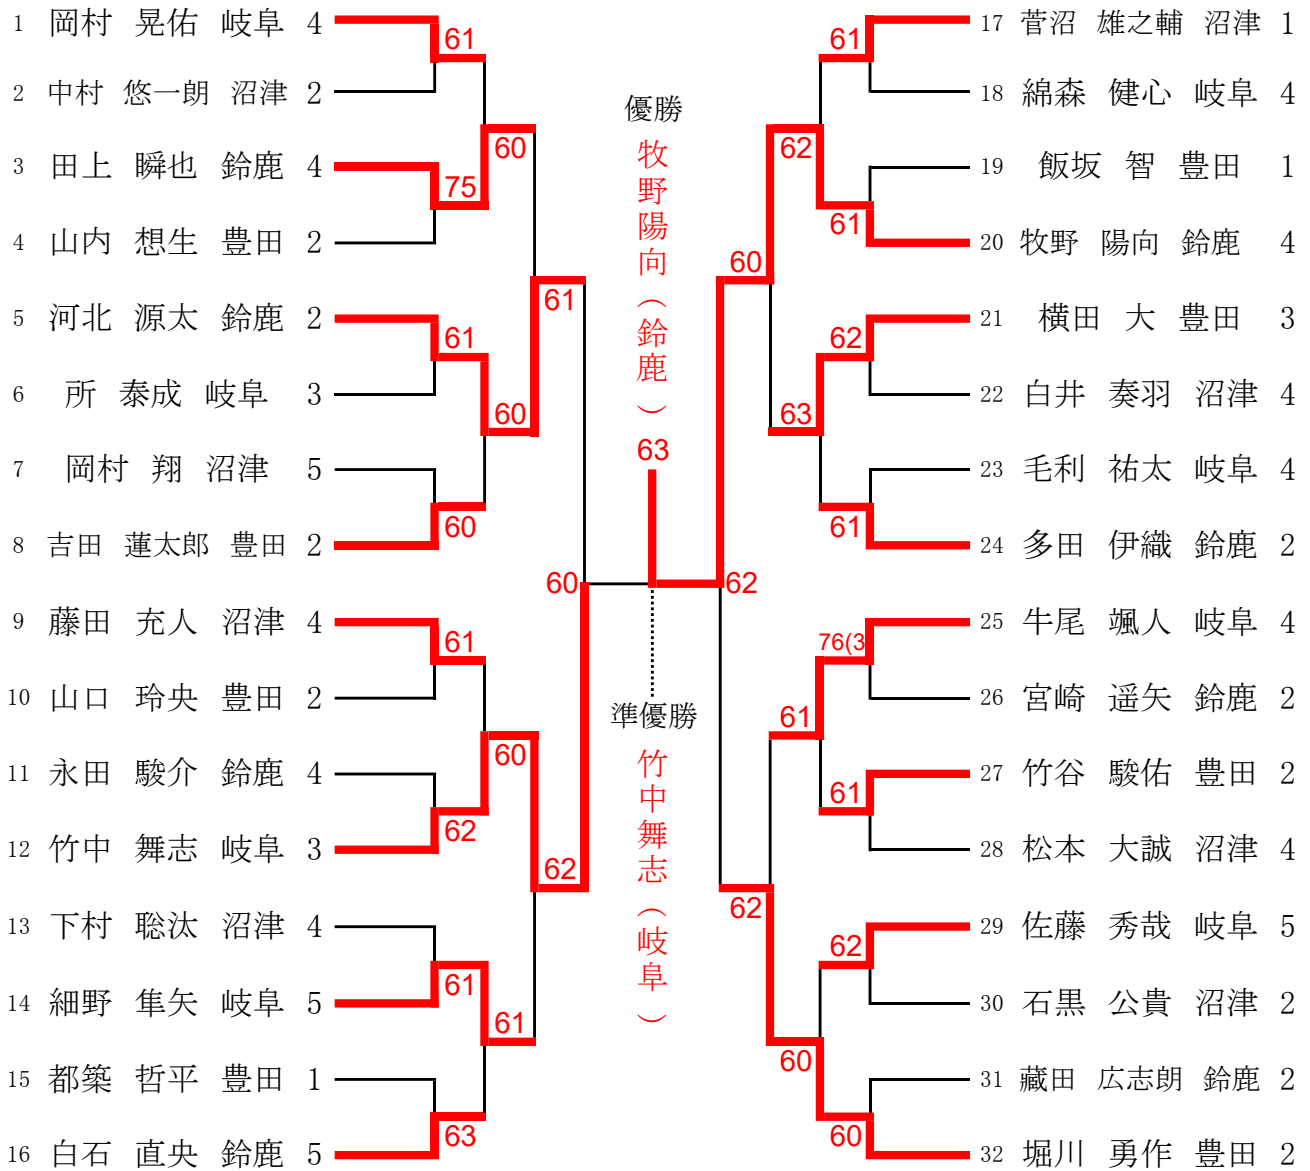 1 岡村 晃佑 岐阜 4
2 中村 悠一朗 沼津 2
3 田上 瞬也 鈴鹿 4
4 山内 想生 豊田 2
5 河北 源太 鈴鹿 2
6 所 泰成 岐阜 3
7 岡村 翔 沼津 5
8 吉田 蓮太郎 豊田 2
9 藤田 充人 沼津 4
10 山口 玲央 豊田 2
11 永田 駿介 鈴鹿 4
12 竹中 舞志 岐阜 3
13 下村 聡汰 沼津 4
14 細野 隼矢 岐阜 5
15 都築 哲平 豊田 1
16 白石 直央 鈴鹿 5
61
75
61
60
61
62
61
63
60
60
60
61
61
62
60
優勝
牧野陽向(鈴鹿)
63
準優勝
竹中舞志(岐阜)
62
60
62
62
63
61
60
61
61
62
61
76(3
61
62
60
17 菅沼 雄之輔 沼津 1
18 綿森 健心 岐阜 4
19 飯坂 智 豊田 1
20 牧野 陽向 鈴鹿 4
21 横田 大 豊田 3
22 白井 奏羽 沼津 4
23 毛利 祐太 岐阜 4
24 多田 伊織 鈴鹿 2
25 牛尾 颯人 岐阜 4
26 宮崎 遥矢 鈴鹿 2
27 竹谷 駿佑 豊田 2
28 松本 大誠 沼津 4
29 佐藤 秀哉 岐阜 5
30 石黒 公貴 沼津 2
31 藏田 広志朗 鈴鹿 2
32 堀川 勇作 豊田 2